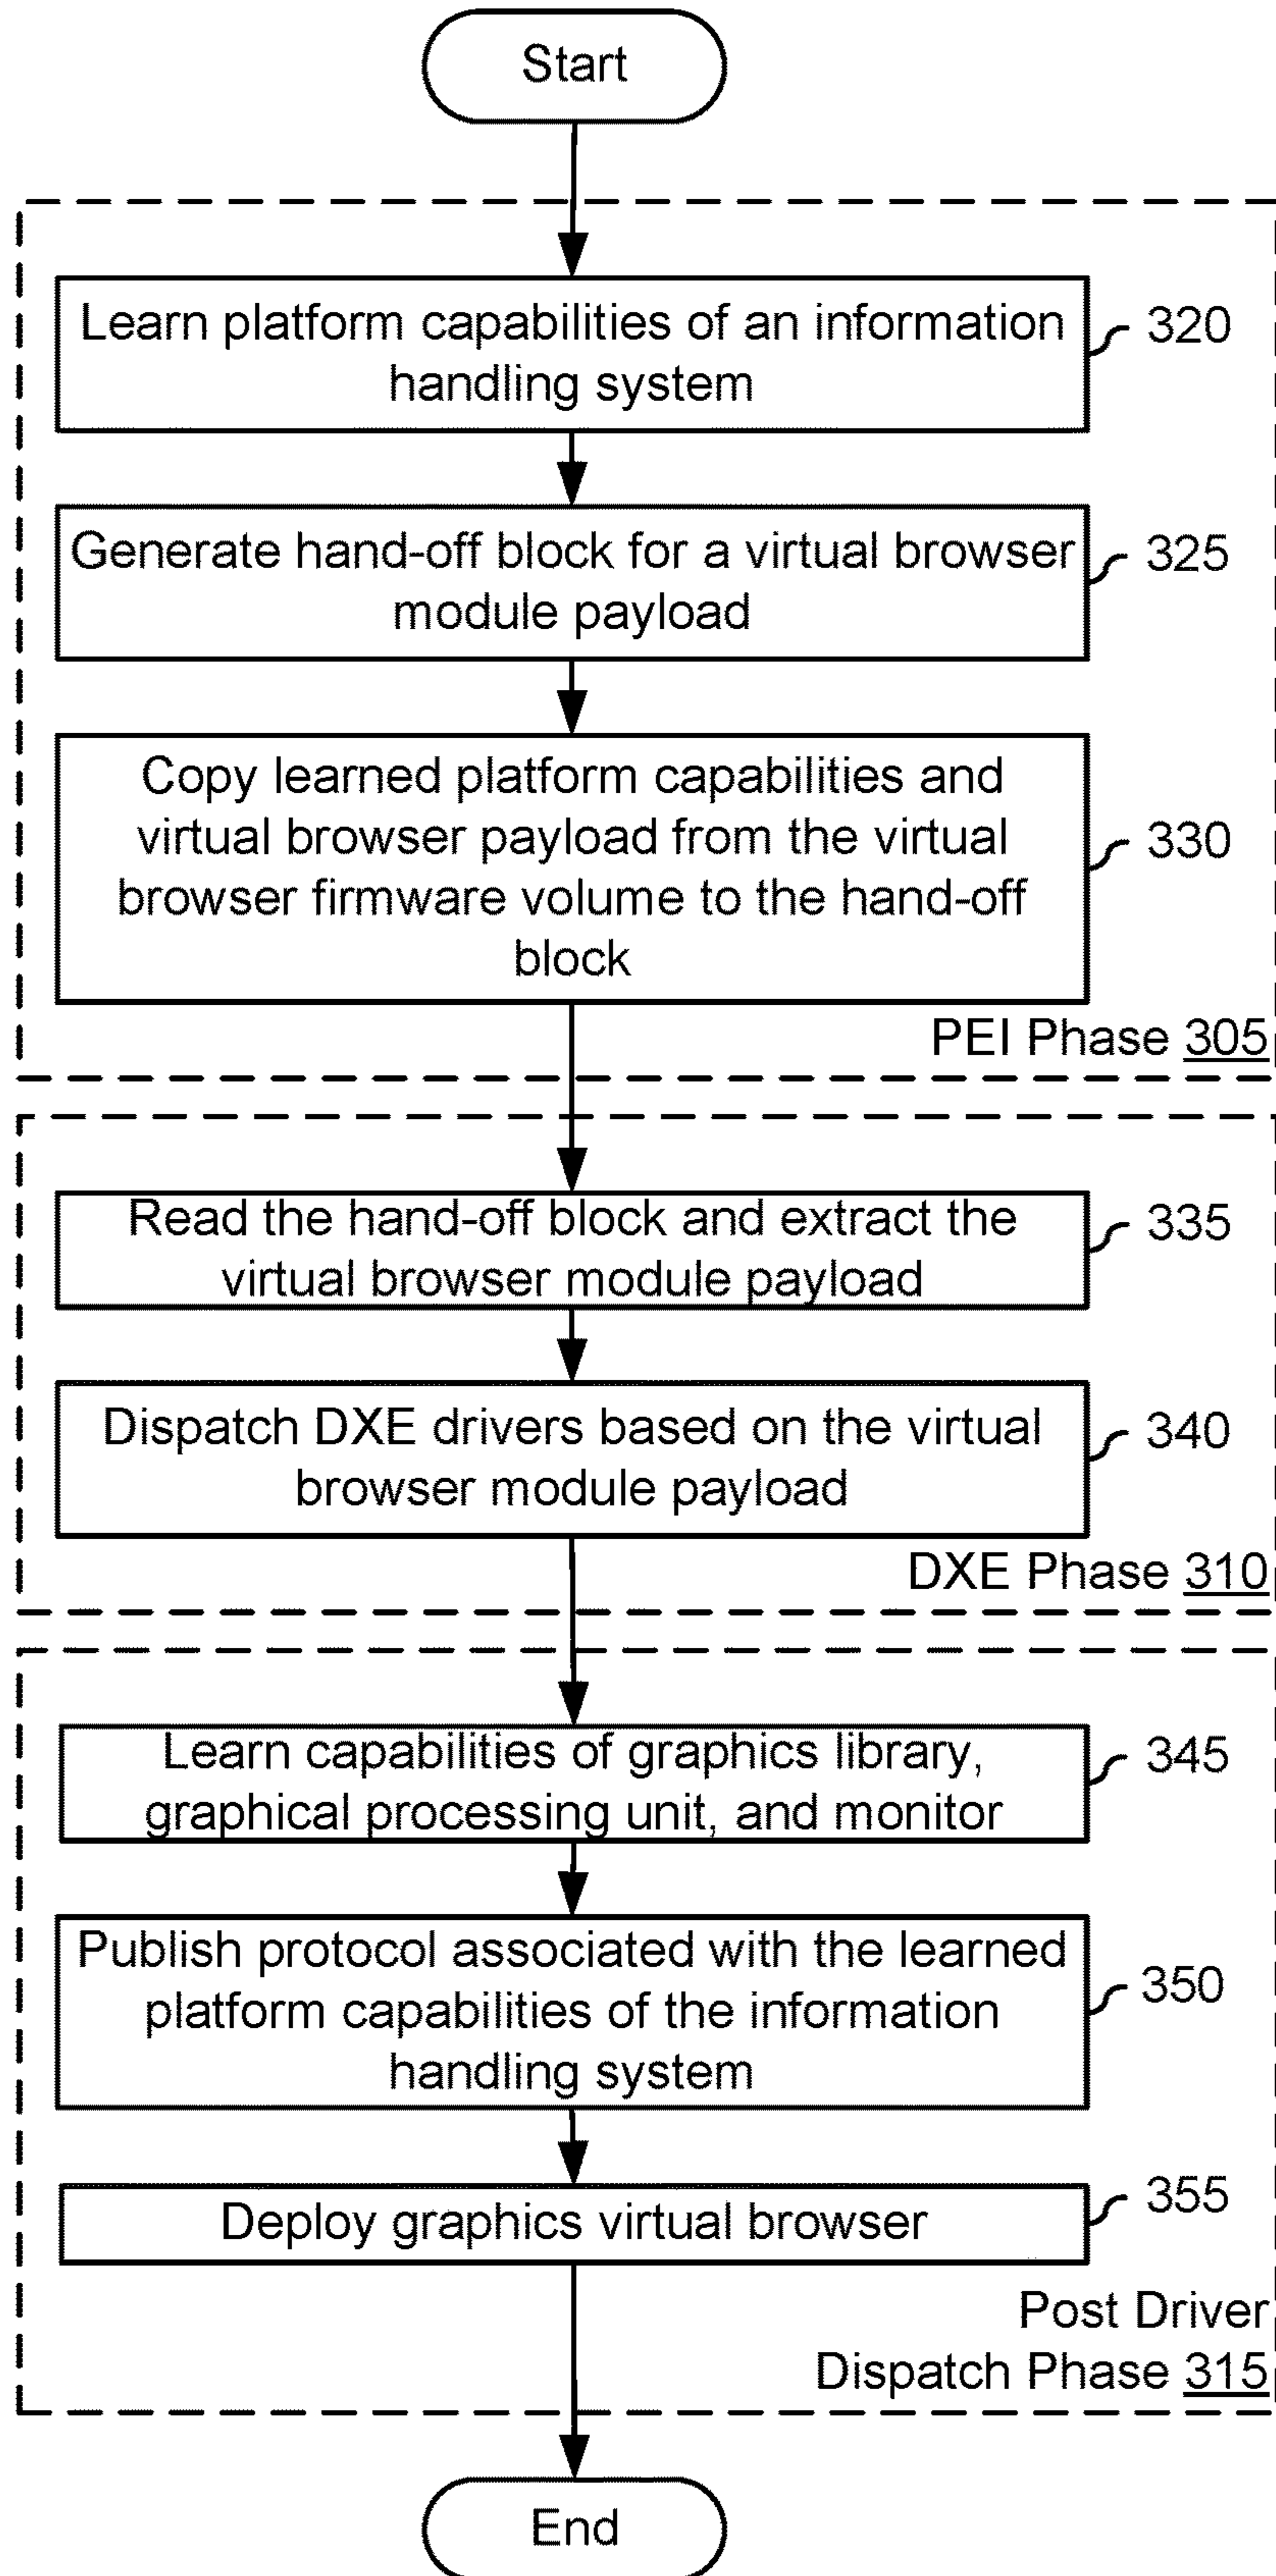 Start
Learn platform capabilities of an information
handling system
320
Generate hand-off block for a virtual browser
module payload
325
Copy learned platform capabilities and
virtual browser payload from the virtual
browser firmware volume to the hand-off
block
330
PEI Phase 305
Read the hand-off block and extract the
virtual browser module payload
335
Dispatch DXE drivers based on the virtual
browser module payload
340
DXE Phase 310
Learn capabilities of graphics library,
graphical processing unit, and monitor
345
Publish protocol associated with the learned
platform capabilities of the information
handling system
350
Deploy graphics virtual browser
355
Post Driver
Dispatch Phase 315
End